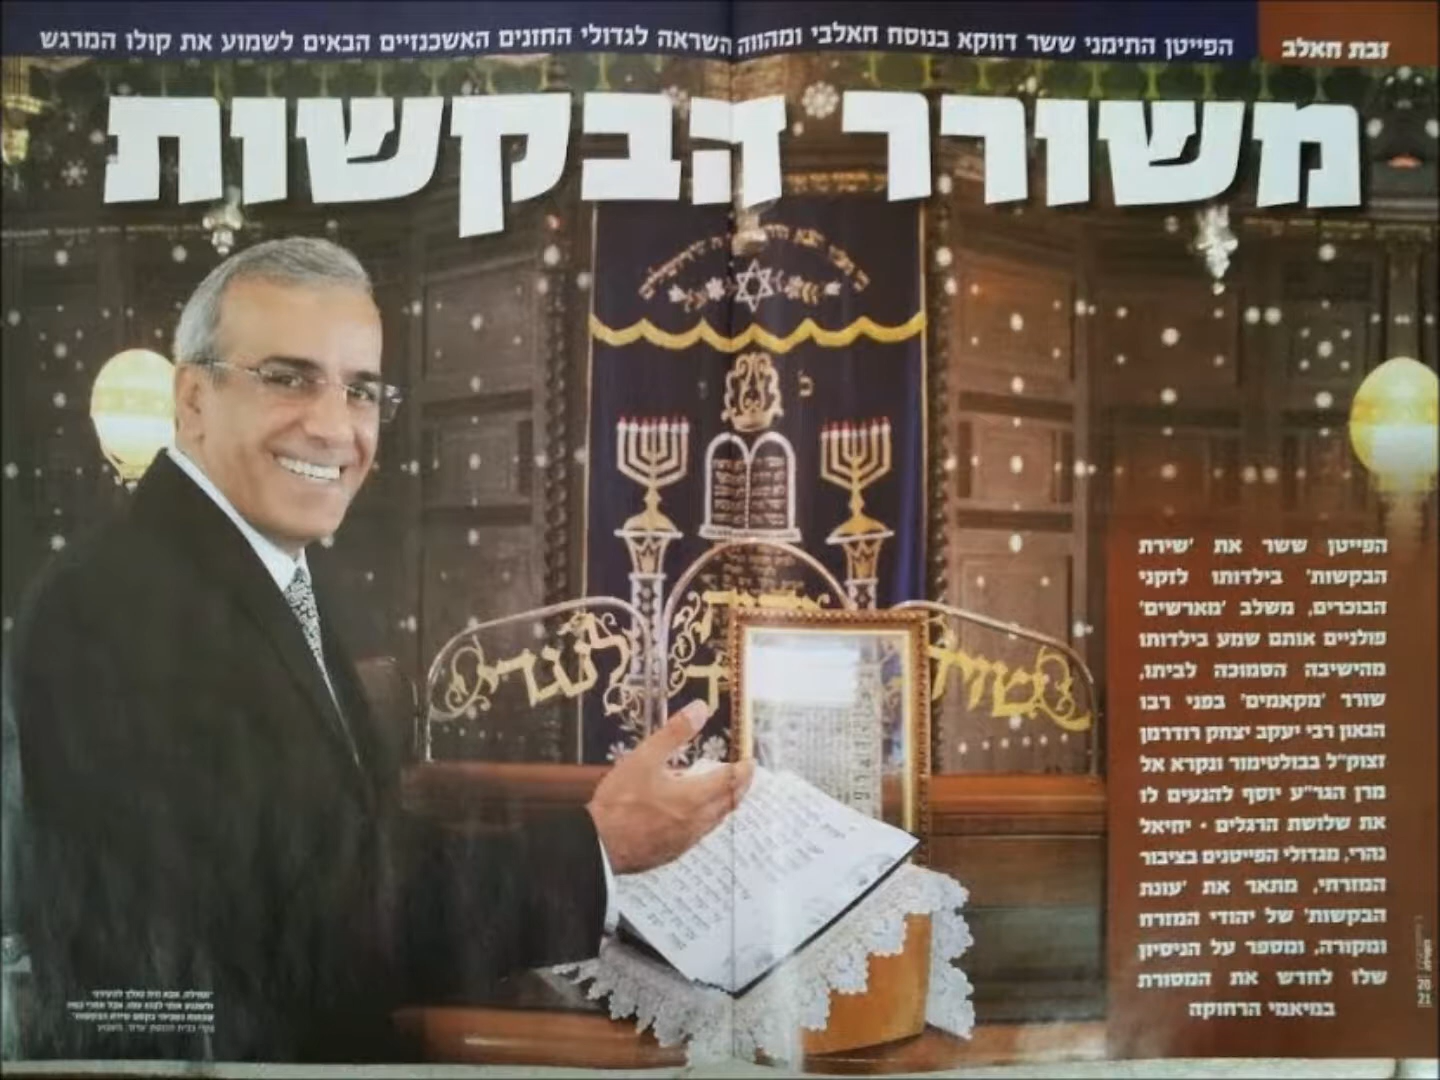 זבת חאלב
הפייטן התימני ששר דווקא בנוסח חאלבי ומהווה השראה לגדולי החזנים האשכנזיים הבאים לשמוע את קולו המרגש
משורר הבקשות
הפייטן ששר את 'שירת
הבקשות' בילדותו לזקני
הבוכרים, משלב 'מארשים'
פולניים אותם שמע בילדותו
מהישיבה הסמוכה לביתו,
שורר 'מקאמים' בפני רבו
הגאון רבי יעקב יצחק רודרמן
זצוק"ל בבולטימור ונקרא אל
מרן הגר"ע יוסף להנעים לו
את שלושת הרגלים • יחיאל
נהרי, מגדולי הפייטנים בציבור
המזרחי, מתאר את 'עונת
הבקשות' של יהודי המזרח
ומקורה, ומספר על הניסיון
שלו לחדש את המסורת
במיאמי הרחוקה
שויתי ד' לנגדי
20
21